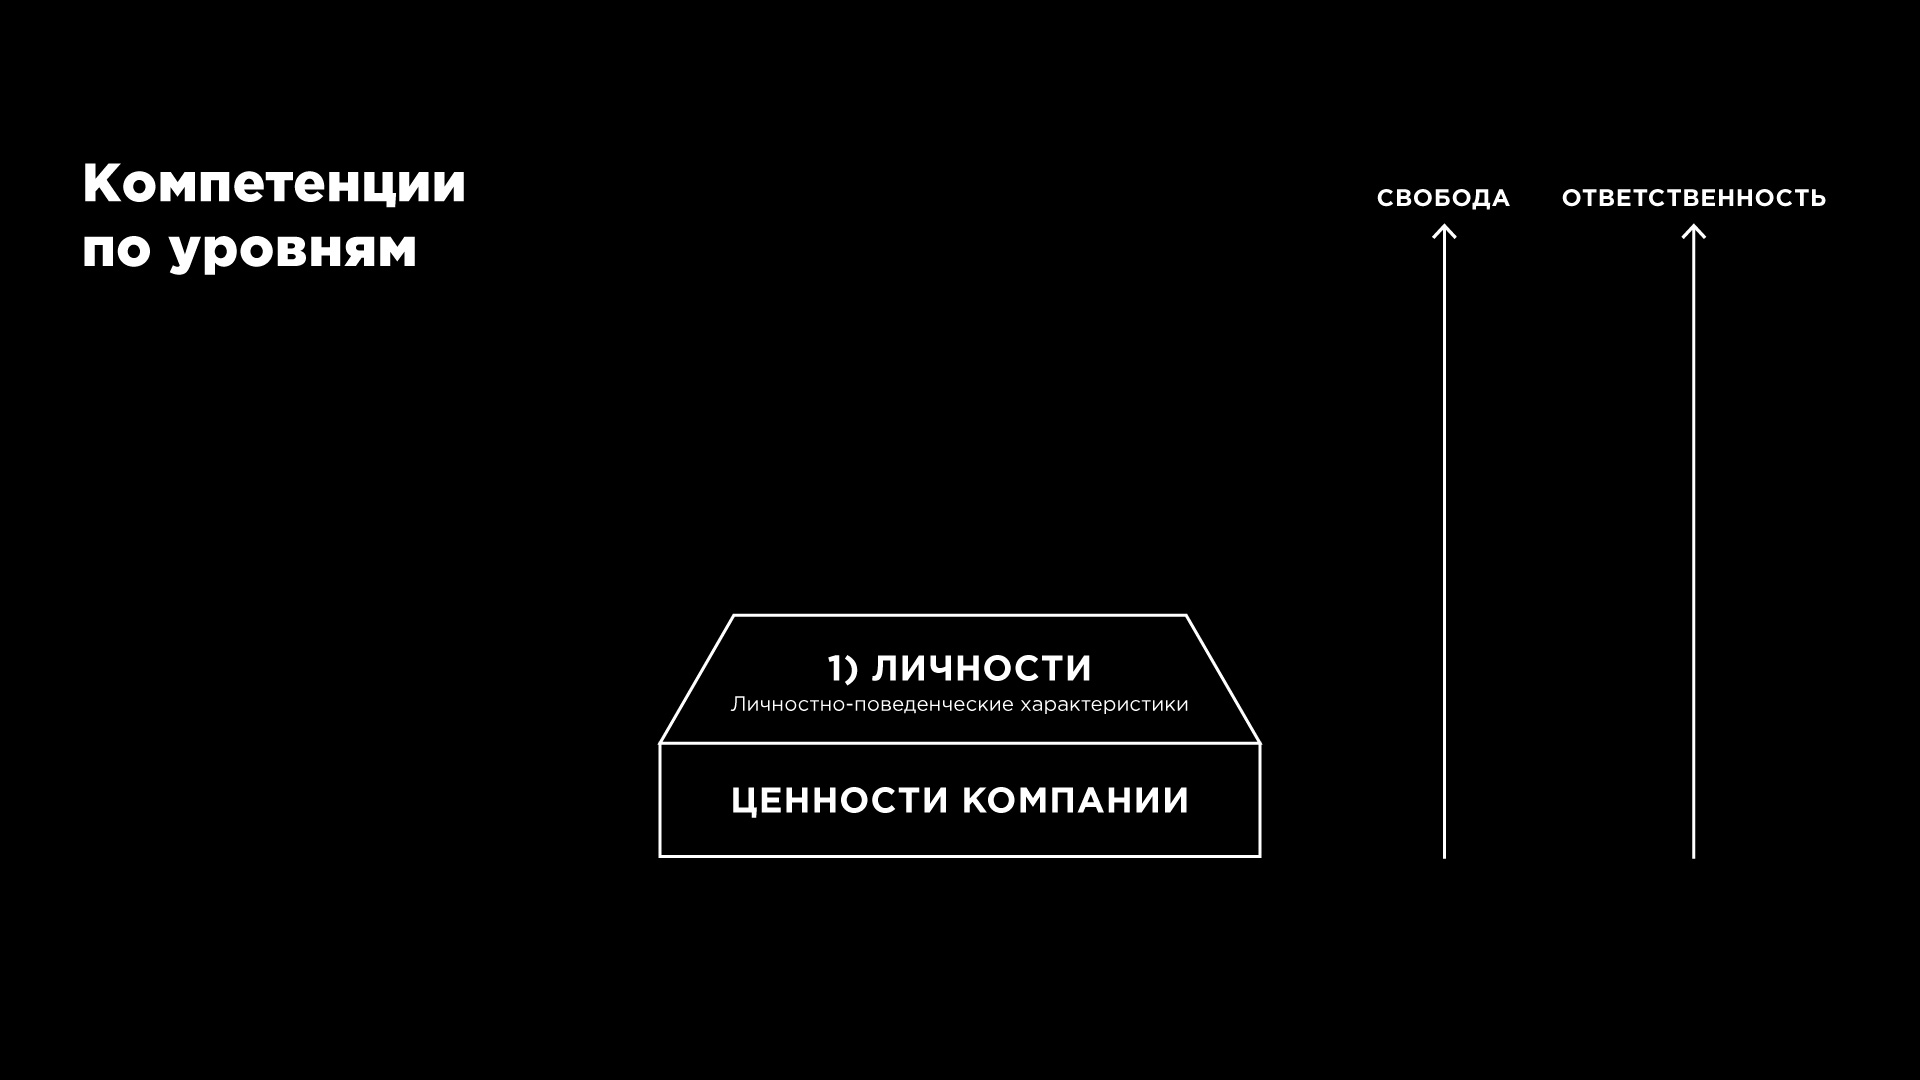 Компетенции
по уровням
СВОБОДА
ОТВЕТСТВЕННОСТЬ
1) ЛИЧНОСТИ
Личностно-поведенческие характеристики
ЦЕННОСТИ КОМПАНИИ